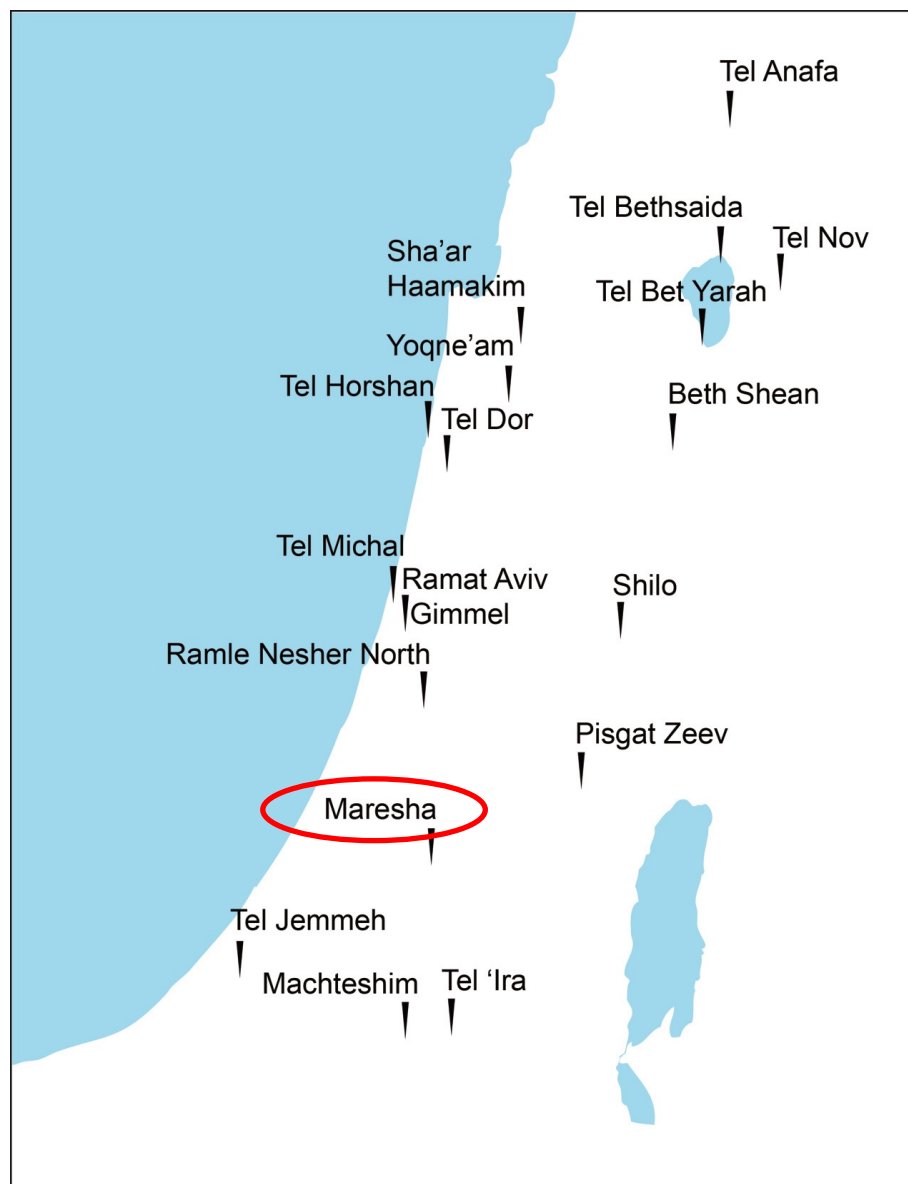 Tel Anafa
Tel Bethsaida
Tel Nov
Sha’ar
Haamakim
Tel Bet Yarah
Yoqne’am
Tel Horshan
Beth Shean
Tel Dor
Tel Michal
Ramat Aviv
Gimmel
Shilo
Ramle Nesher North
Pisgat Zeev
Maresha
Tel Jemmeh
Machteshim
Tel ‘Ira